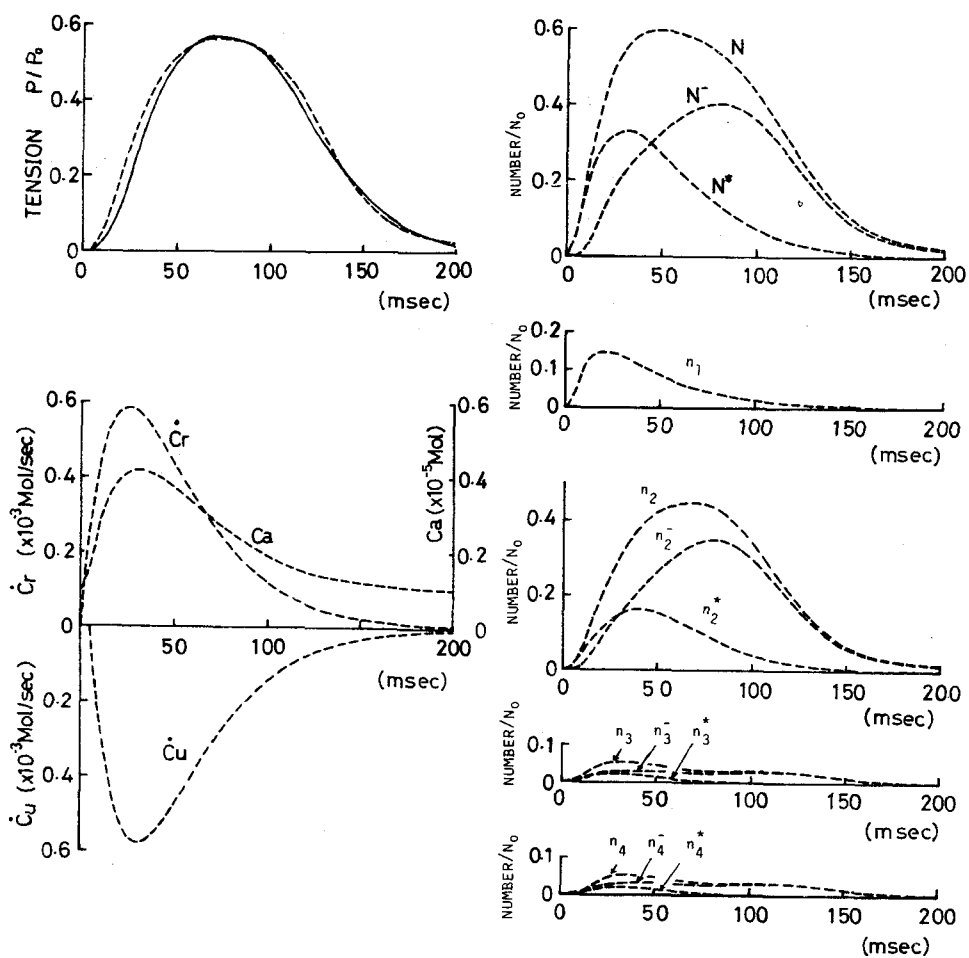 TENSION P/P₀
0.6
0.4
0.2
0
0 50 100 150 200
(msec)
NUMBER/N₀
0.6
0.4
0.2
0
N
N⁻
N*
0 50 100 150 200
(msec)
NUMBER/N₀
0.2
0.1
0
n₁
0 50 100 150 200
(msec)
Ċr (x10⁻³Mol/sec)
0.6
0.4
0.2
0
Ċr
Ca
Ca (x10⁻⁵Mol)
0.6
0.4
0.2
0
50 100 150 200
(msec)
Ċu (x10⁻³Mol/sec)
0.2
0.4
0.6
Ċu
NUMBER/N₀
0.4
0.2
0
n₂
n₂⁻
n₂*
0 50 100 150 200
(msec)
NUMBER/N₀
0.1
0
n₃ n₃⁻ n₃*
0 50 100 150 200
(msec)
NUMBER/N₀
0.1
0
n₄ n₄⁻ n₄*
0 50 100 150 200
(msec)